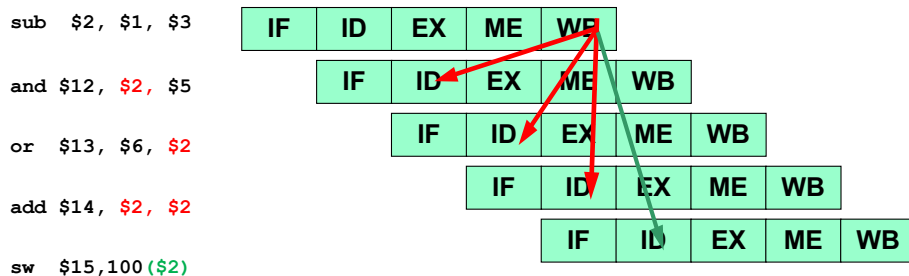 sub $2, $1, $3 IF ID EX ME WB
and $12, $2, $5 IF ID EX ME WB
or $13, $6, $2 IF ID EX ME WB
add $14, $2, $2 IF ID EX ME WB
sw $15,100($2) IF ID EX ME WB